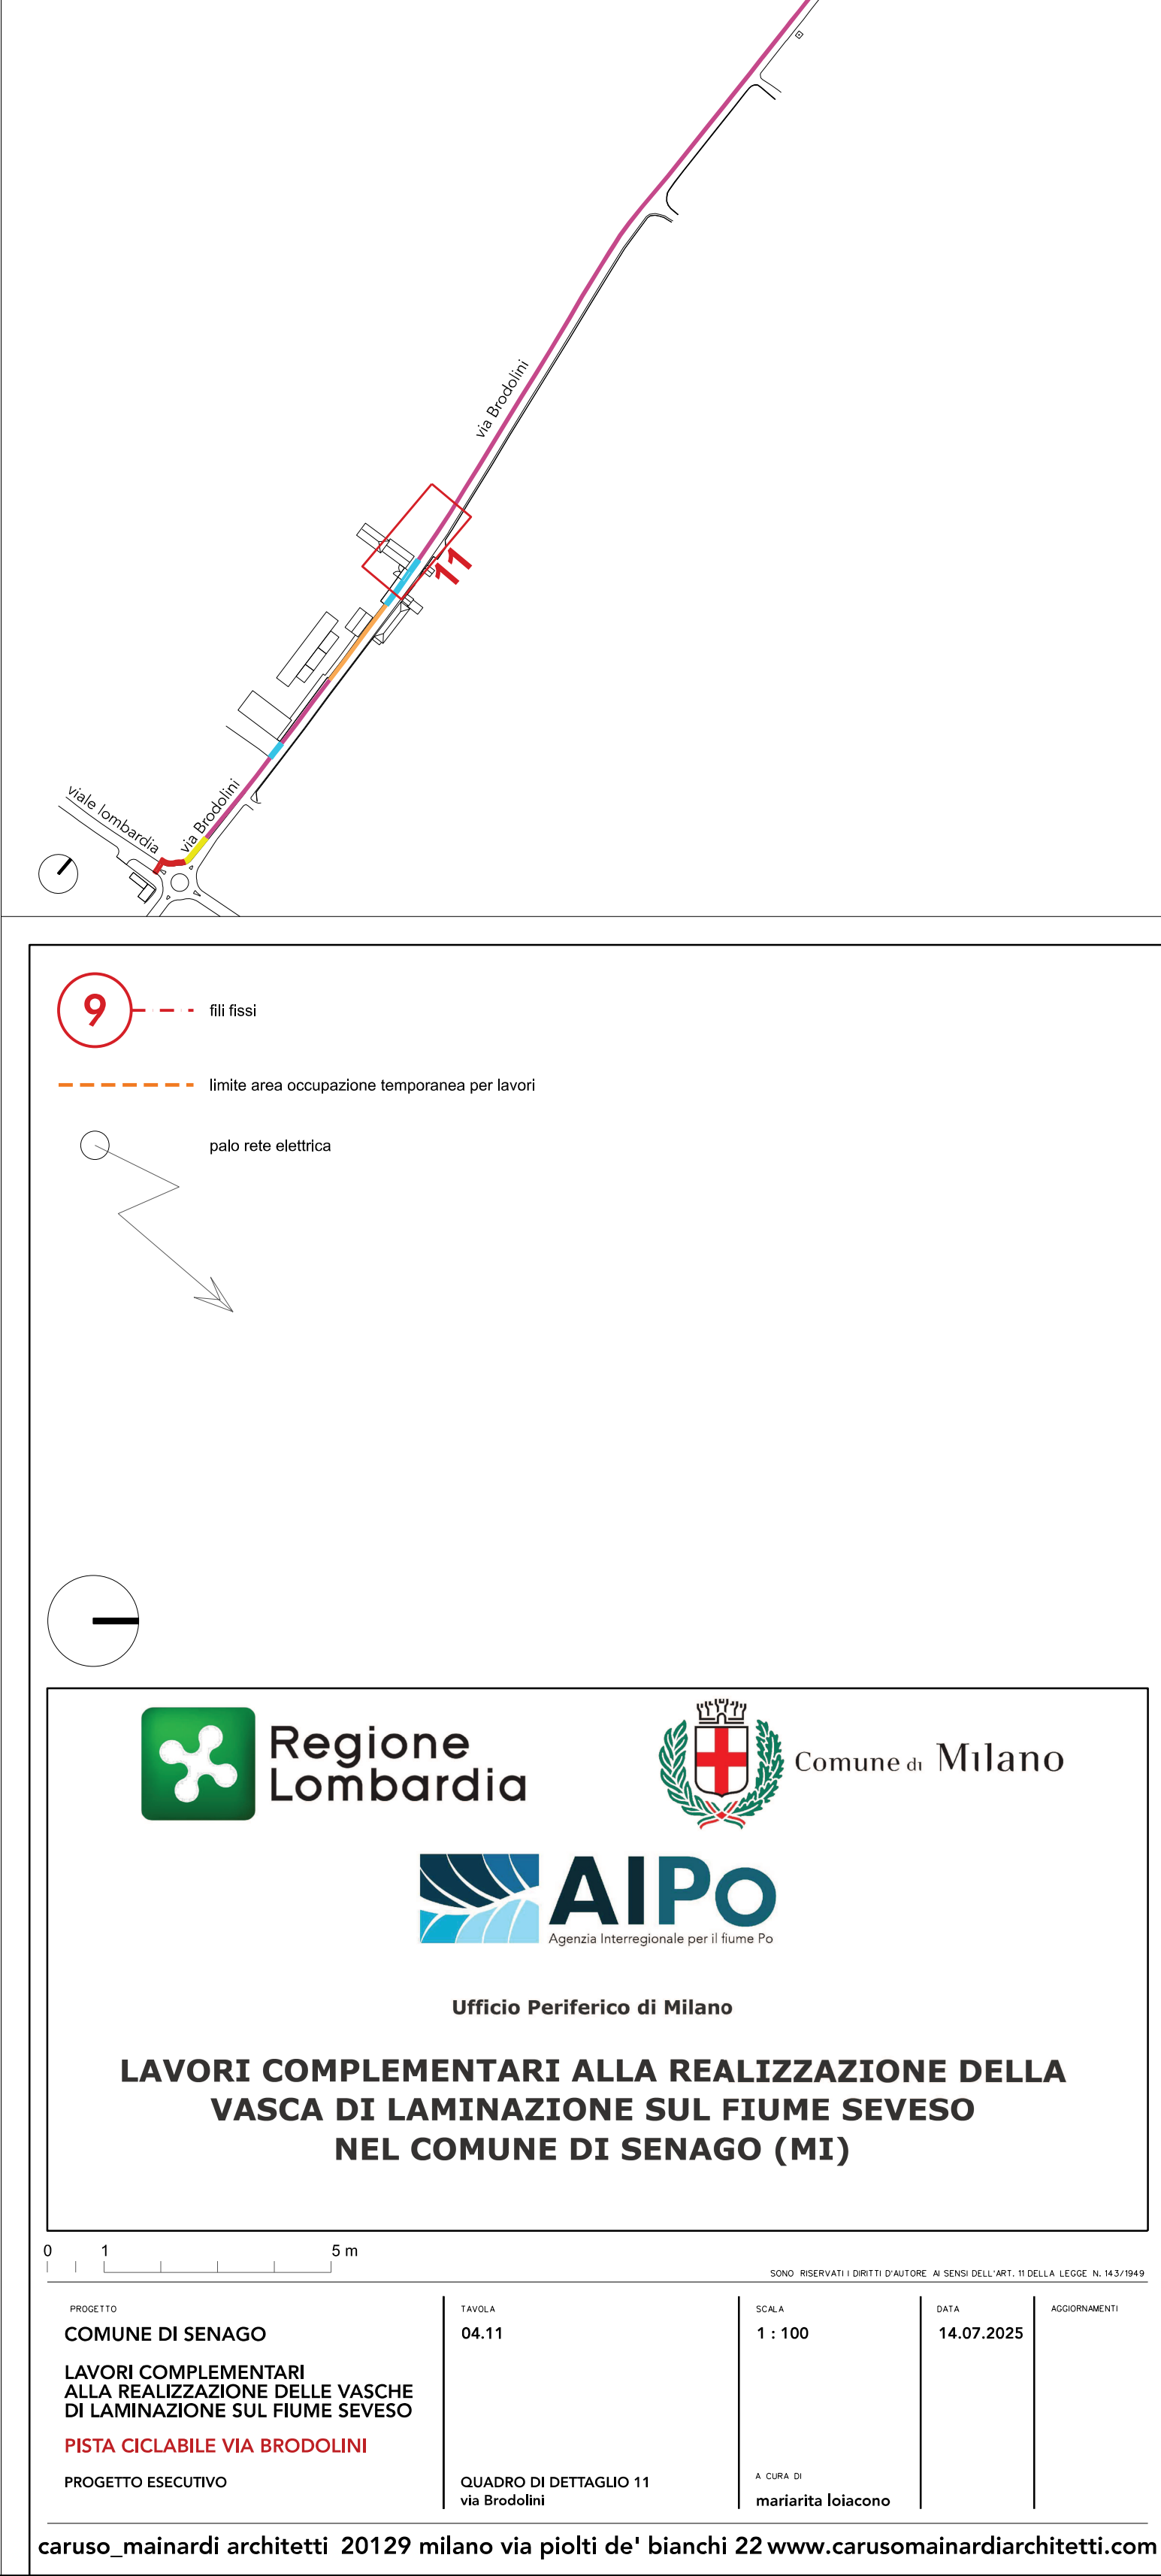 via Brodolini
11
viale lombardia
via Brodolini
9
fili fissi
limite area occupazione temporanea per lavori
palo rete elettrica
Regione
Lombardia
Comune di Milano
AIPo
Agenzia Interregionale per il fiume Po
Ufficio Periferico di Milano
LAVORI COMPLEMENTARI ALLA REALIZZAZIONE DELLA
VASCA DI LAMINAZIONE SUL FIUME SEVESO
NEL COMUNE DI SENAGO (MI)
0 1 5 m
SONO RISERVATI I DIRITTI D'AUTORE AI SENSI DELL'ART. 11 DELLA LEGGE N. 143/1949
PROGETTO
COMUNE DI SENAGO
LAVORI COMPLEMENTARI
ALLA REALIZZAZIONE DELLE VASCHE
DI LAMINAZIONE SUL FIUME SEVESO
PISTA CICLABILE VIA BRODOLINI
PROGETTO ESECUTIVO
TAVOLA
04.11
QUADRO DI DETTAGLIO 11
via Brodolini
SCALA
1 : 100
A CURA DI
mariarita loiacono
DATA
14.07.2025
AGGIORNAMENTI
caruso_mainardi architetti 20129 milano via piolti de' bianchi 22 www.carusomainardiarchitetti.com